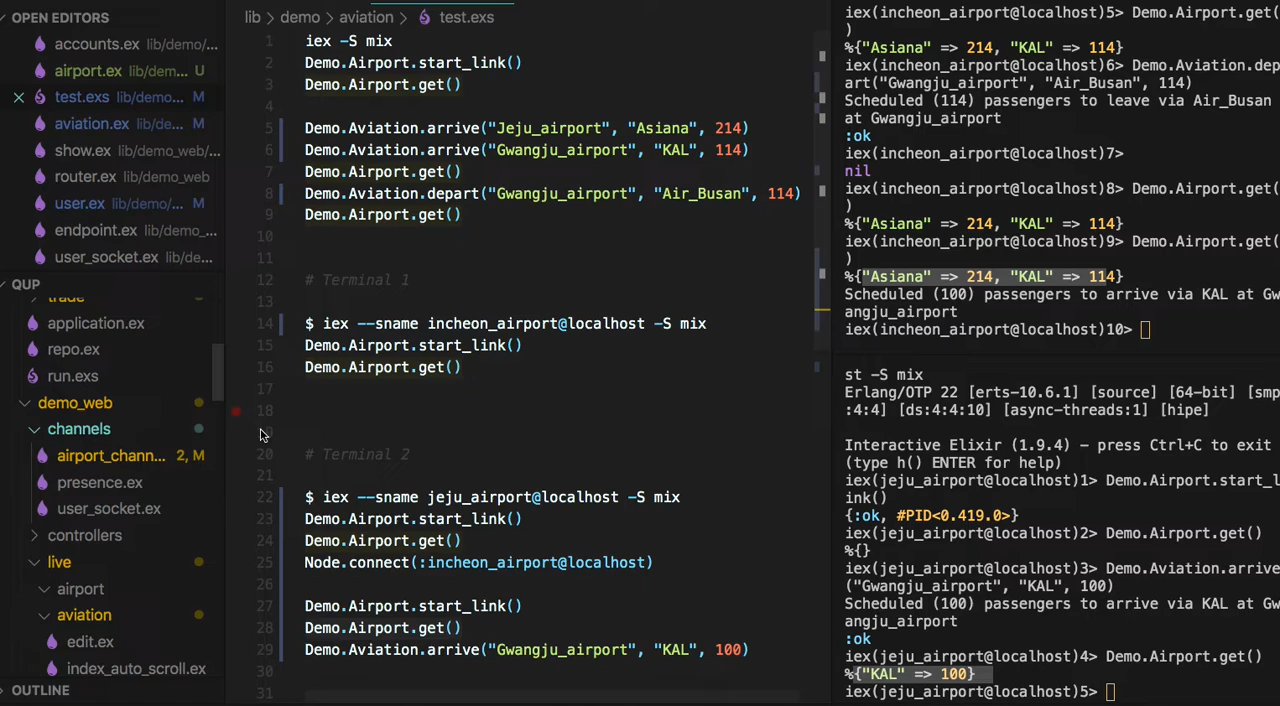 OPEN EDITORS
accounts.ex lib/demo/...
airport.ex lib/dem... U
test.exs lib/demo... M
aviation.ex lib/de... M
show.ex lib/demo_web/...
router.ex lib/demo_web
user.ex lib/demo/... M
endpoint.ex lib/demo_...
user_socket.ex lib/de...
QUP
trade
application.ex
repo.ex
run.exs
demo_web
channels
airport_chann... 2, M
presence.ex
user_socket.ex
controllers
live
airport
aviation
edit.ex
index_auto_scroll.ex
OUTLINE
lib > demo > aviation > test.exs
1 iex -S mix
2 Demo.Airport.start_link()
3 Demo.Airport.get()
4
5 Demo.Aviation.arrive("Jeju_airport", "Asiana", 214)
6 Demo.Aviation.arrive("Gwangju_airport", "KAL", 114)
7 Demo.Airport.get()
8 Demo.Aviation.depart("Gwangju_airport", "Air_Busan", 114)
9 Demo.Airport.get()
10
11
12 # Terminal 1
13
14 $ iex --sname incheon_airport@localhost -S mix
15 Demo.Airport.start_link()
16 Demo.Airport.get()
17
18
20 # Terminal 2
21
22 $ iex --sname jeju_airport@localhost -S mix
23 Demo.Airport.start_link()
24 Demo.Airport.get()
25 Node.connect(:incheon_airport@localhost)
26
27 Demo.Airport.start_link()
28 Demo.Airport.get()
29 Demo.Aviation.arrive("Gwangju_airport", "KAL", 100)
30
31
iex(incheon_airport@localhost)5> Demo.Airport.get(
)
%{"Asiana" => 214, "KAL" => 114}
iex(incheon_airport@localhost)6> Demo.Aviation.dep
art("Gwangju_airport", "Air_Busan", 114)
Scheduled (114) passengers to leave via Air_Busan
at Gwangju_airport
:ok
iex(incheon_airport@localhost)7>
nil
iex(incheon_airport@localhost)8> Demo.Airport.get(
)
%{"Asiana" => 214, "KAL" => 114}
iex(incheon_airport@localhost)9> Demo.Airport.get(
)
%{"Asiana" => 214, "KAL" => 114}
Scheduled (100) passengers to arrive via KAL at Gw
angju_airport
iex(incheon_airport@localhost)10>
st -S mix
Erlang/OTP 22 [erts-10.6.1] [source] [64-bit] [smp
:4:4] [ds:4:4:10] [async-threads:1] [hipe]
Interactive Elixir (1.9.4) - press Ctrl+C to exit
(type h() ENTER for help)
iex(jeju_airport@localhost)1> Demo.Airport.start_l
ink()
{:ok, #PID<0.419.0>}
iex(jeju_airport@localhost)2> Demo.Airport.get()
%{}
iex(jeju_airport@localhost)3> Demo.Aviation.arrive
("Gwangju_airport", "KAL", 100)
Scheduled (100) passengers to arrive via KAL at Gw
angju_airport
:ok
iex(jeju_airport@localhost)4> Demo.Airport.get()
%{"KAL" => 100}
iex(jeju_airport@localhost)5>